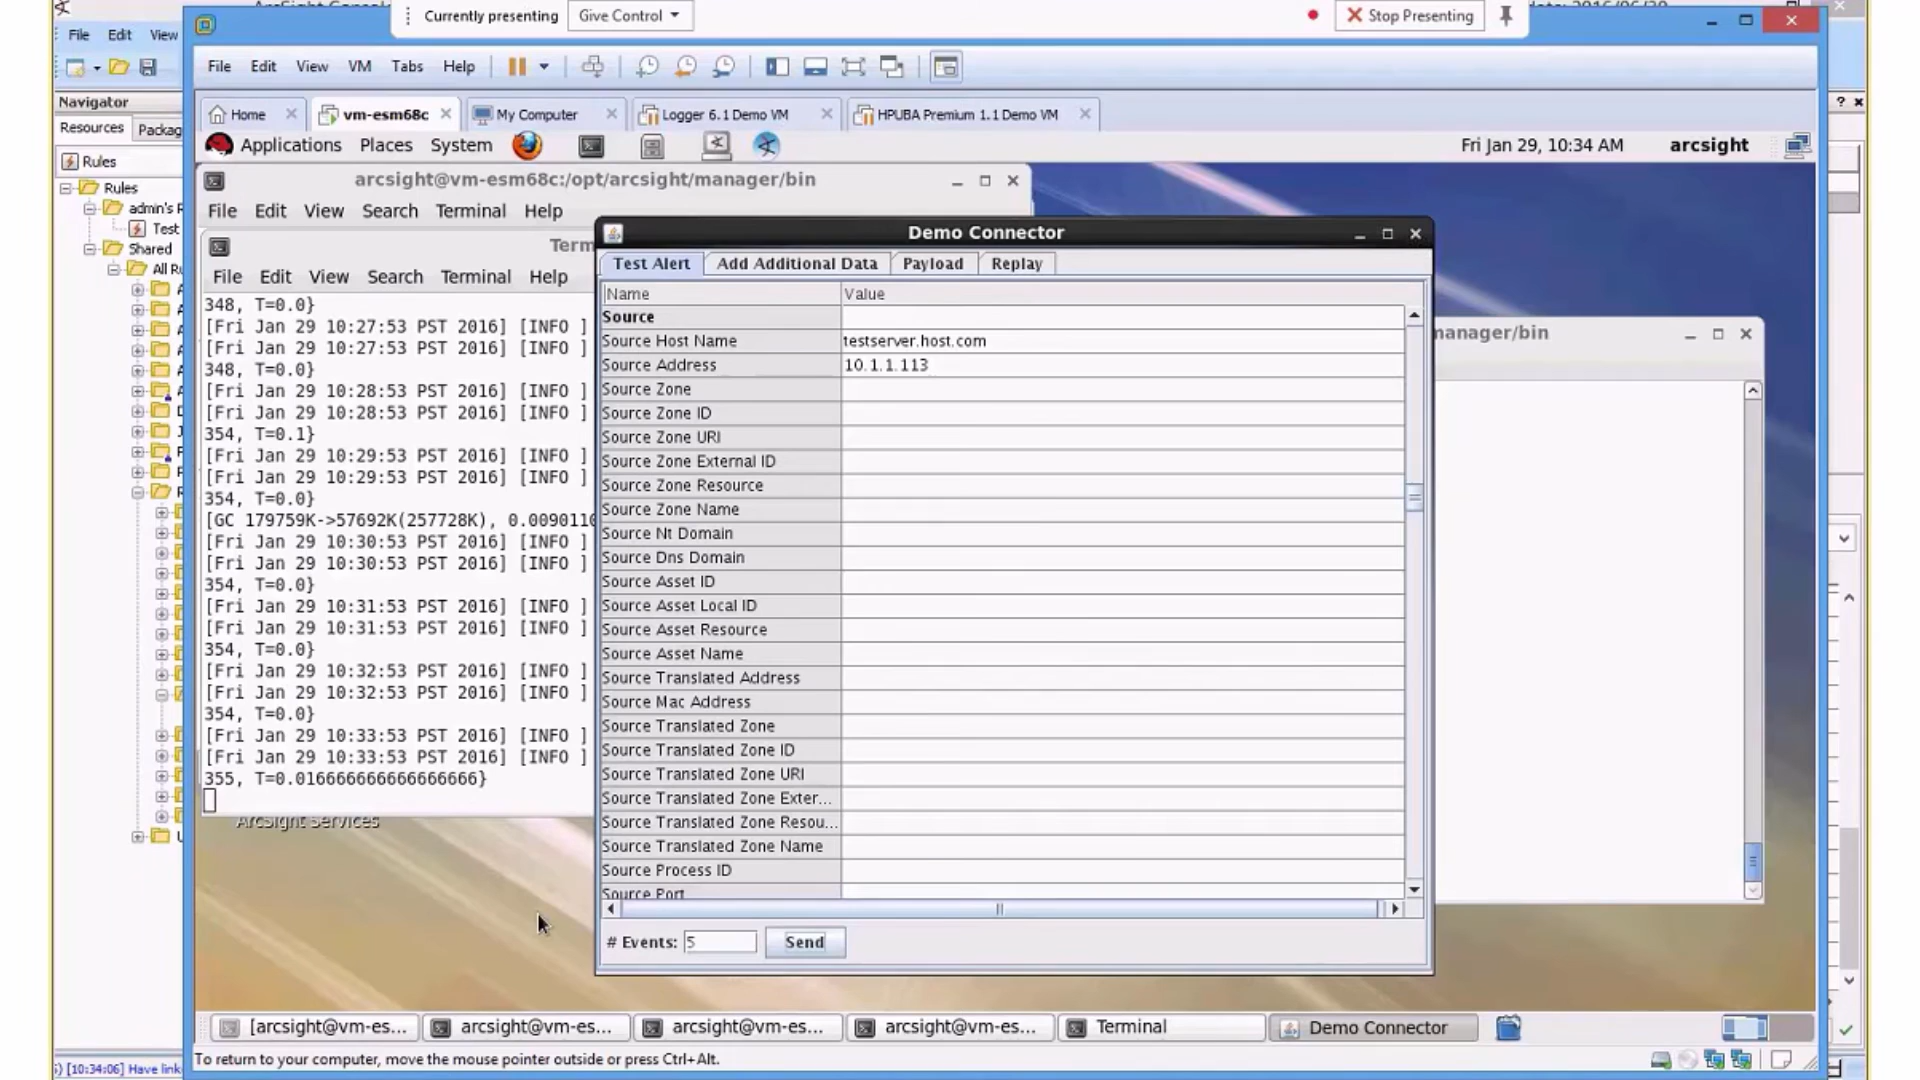 Currently presenting
Give Control
Stop Presenting
File Edit View
File Edit View VM Tabs Help
Navigator
Resources
Packag
Home
vm-esm68c
My Computer
Logger 6.1 Demo VM
HPUBA Premium 1.1 Demo VM
Applications Places System
Fri Jan 29, 10:34 AM
arcsight
Rules
Rules
admin's R
Test
Shared
All Ru
arcsight@vm-esm68c:/opt/arcsight/manager/bin
File Edit View Search Terminal Help
Term
File Edit View Search Terminal Help
348, T=0.0}
[Fri Jan 29 10:27:53 PST 2016] [INFO ]
[Fri Jan 29 10:27:53 PST 2016] [INFO ]
348, T=0.0}
[Fri Jan 29 10:28:53 PST 2016] [INFO ]
[Fri Jan 29 10:28:53 PST 2016] [INFO ]
354, T=0.1}
[Fri Jan 29 10:29:53 PST 2016] [INFO ]
[Fri Jan 29 10:29:53 PST 2016] [INFO ]
354, T=0.0}
[GC 179759K->57692K(257728K), 0.0090110
[Fri Jan 29 10:30:53 PST 2016] [INFO ]
[Fri Jan 29 10:30:53 PST 2016] [INFO ]
354, T=0.0}
[Fri Jan 29 10:31:53 PST 2016] [INFO ]
[Fri Jan 29 10:31:53 PST 2016] [INFO ]
354, T=0.0}
[Fri Jan 29 10:32:53 PST 2016] [INFO ]
[Fri Jan 29 10:32:53 PST 2016] [INFO ]
354, T=0.0}
[Fri Jan 29 10:33:53 PST 2016] [INFO ]
[Fri Jan 29 10:33:53 PST 2016] [INFO ]
355, T=0.016666666666666666}
ArcSight Services
Demo Connector
Test Alert
Add Additional Data
Payload
Replay
Name Value
Source
Source Host Name testserver.host.com
Source Address 10.1.1.113
Source Zone
Source Zone ID
Source Zone URI
Source Zone External ID
Source Zone Resource
Source Zone Name
Source Nt Domain
Source Dns Domain
Source Asset ID
Source Asset Local ID
Source Asset Resource
Source Asset Name
Source Translated Address
Source Mac Address
Source Translated Zone
Source Translated Zone ID
Source Translated Zone URI
Source Translated Zone Exter...
Source Translated Zone Resou...
Source Translated Zone Name
Source Process ID
Source Port
# Events: 5
Send
manager/bin
[arcsight@vm-es...
arcsight@vm-es...
arcsight@vm-es...
arcsight@vm-es...
Terminal
Demo Connector
To return to your computer, move the mouse pointer outside or press Ctrl+Alt.
[10:34:06] Have link